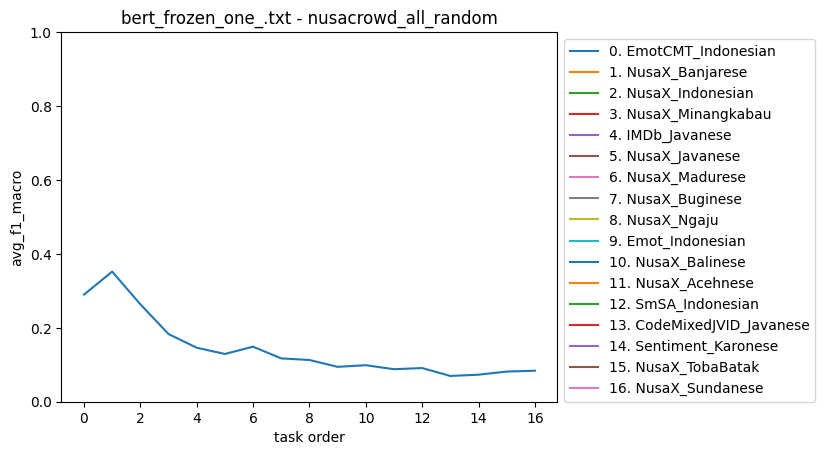 bert_frozen_one_.txt - nusacrowd_all_random
avg_f1_macro
1.0
0.8
0.6
0.4
0.2
0.0
0 2 4 6 8 10 12 14 16
task order
0. EmotCMT_Indonesian
1. NusaX_Banjarese
2. NusaX_Indonesian
3. NusaX_Minangkabau
4. IMDb_Javanese
5. NusaX_Javanese
6. NusaX_Madurese
7. NusaX_Buginese
8. NusaX_Ngaju
9. Emot_Indonesian
10. NusaX_Balinese
11. NusaX_Acehnese
12. SmSA_Indonesian
13. CodeMixedJVID_Javanese
14. Sentiment_Karonese
15. NusaX_TobaBatak
16. NusaX_Sundanese